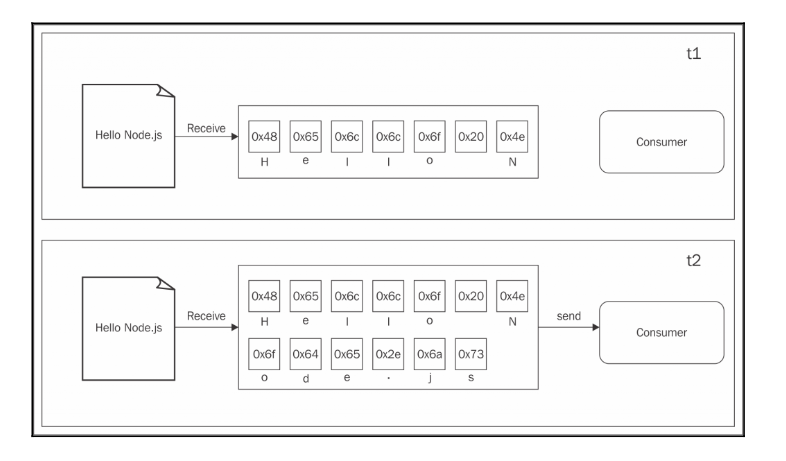 t1
Hello Node.js
Receive
0x48 0x65 0x6c 0x6c 0x6f 0x20 0x4e
H e l l o N
Consumer
t2
Hello Node.js
Receive
0x48 0x65 0x6c 0x6c 0x6f 0x20 0x4e
H e l l o N
0x6f 0x64 0x65 0x2e 0x6a 0x73
o d e . j s
send
Consumer